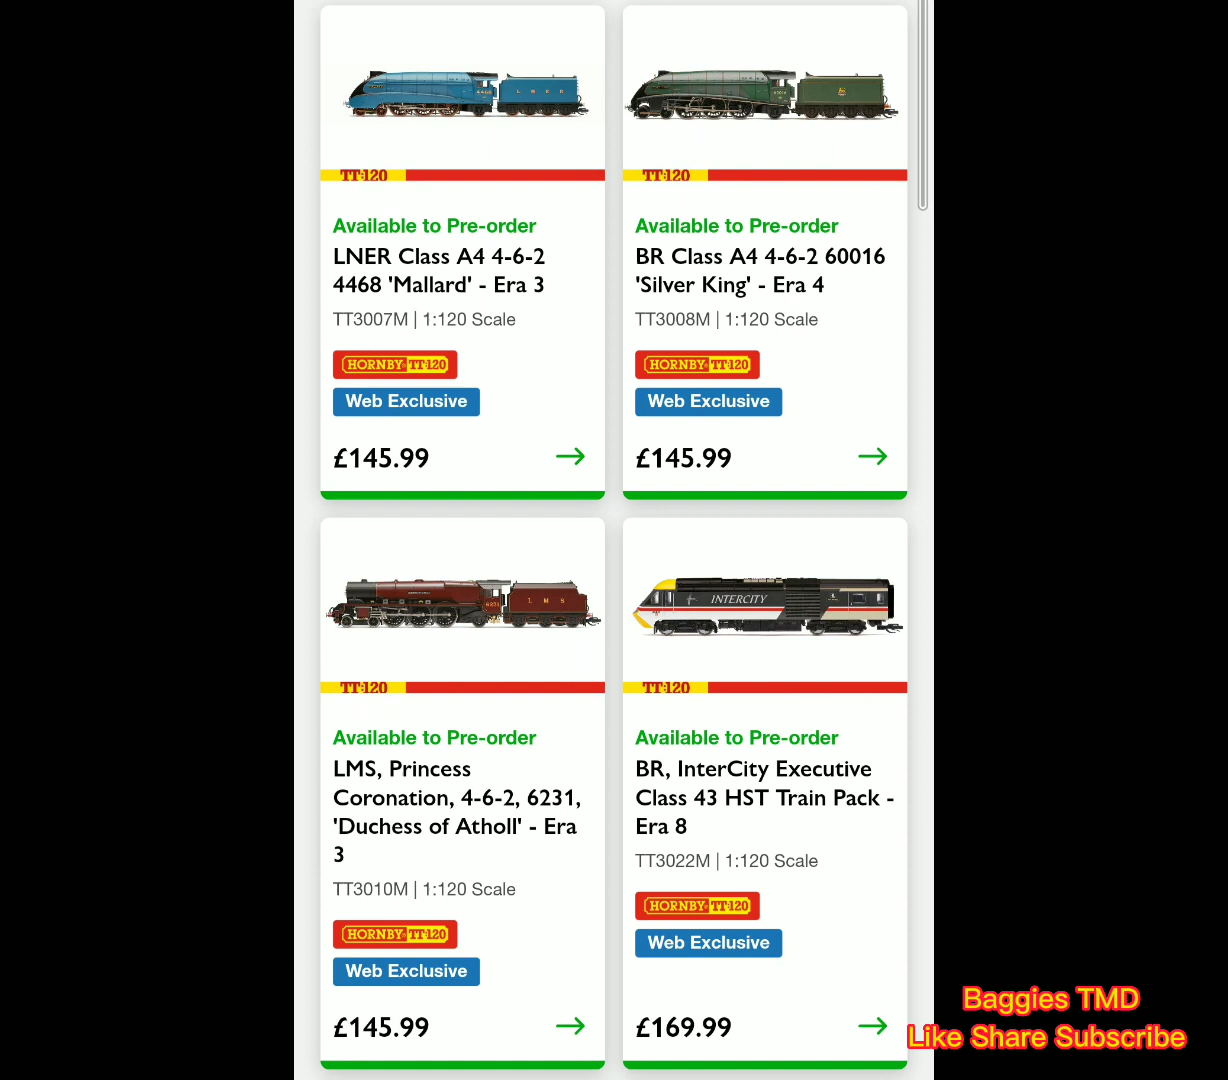 L N E R
TT:120
Available to Pre-order
LNER Class A4 4-6-2
4468 'Mallard' - Era 3
TT3007M | 1:120 Scale
HORNBY TT:120
Web Exclusive
£145.99
TT:120
Available to Pre-order
BR Class A4 4-6-2 60016
'Silver King' - Era 4
TT3008M | 1:120 Scale
HORNBY TT:120
Web Exclusive
£145.99
L M S
TT:120
Available to Pre-order
LMS, Princess
Coronation, 4-6-2, 6231,
'Duchess of Atholl' - Era
3
TT3010M | 1:120 Scale
HORNBY TT:120
Web Exclusive
£145.99
INTERCITY
TT:120
Available to Pre-order
BR, InterCity Executive
Class 43 HST Train Pack -
Era 8
TT3022M | 1:120 Scale
HORNBY TT:120
Web Exclusive
£169.99
Baggies TMD
Like Share Subscribe